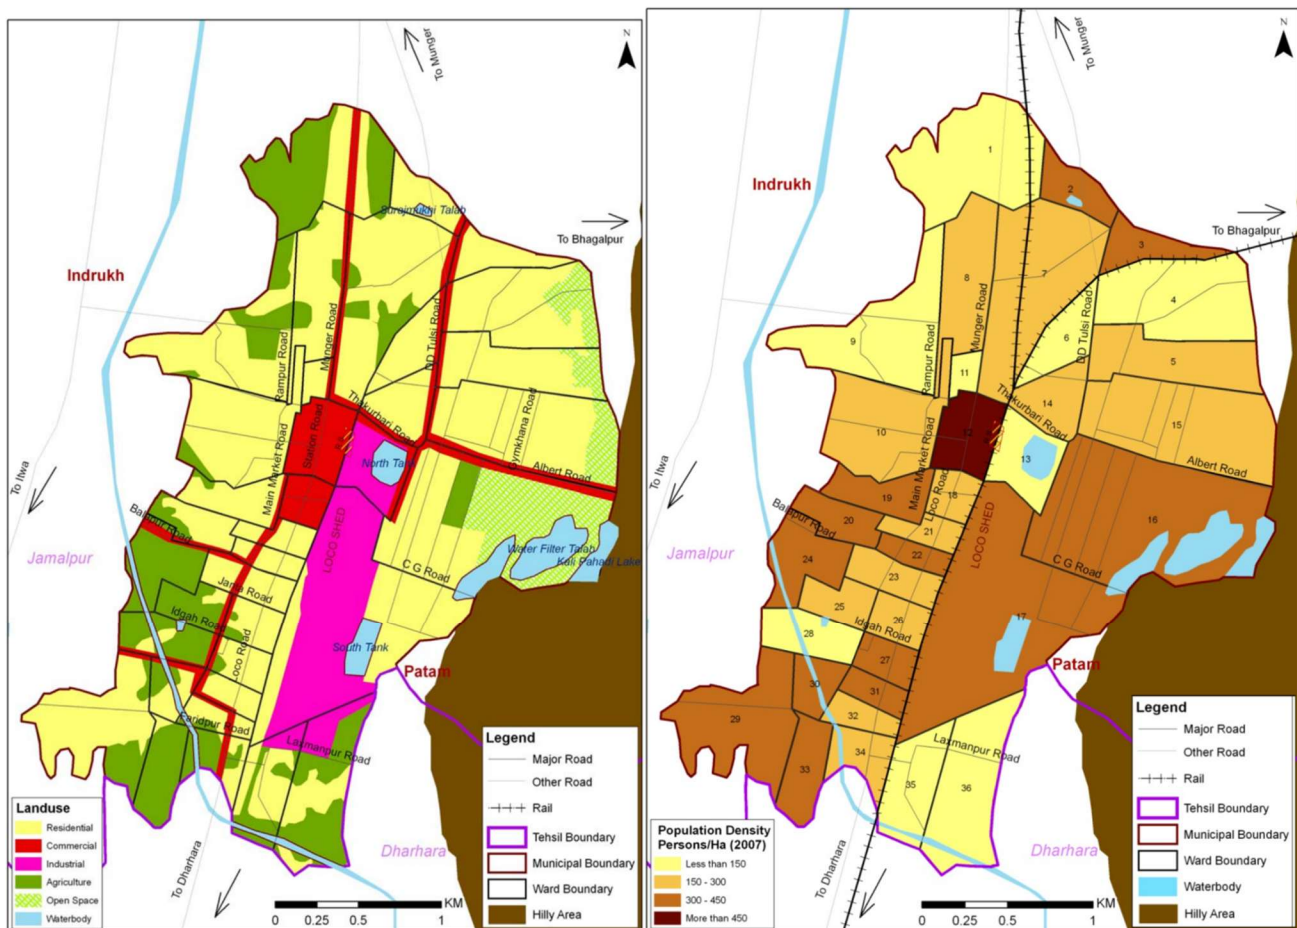 N
To Munger
Surajmukhi Talab
To Bhagalpur
Indrukh
Rampur Road
Munger Road
DD Tulsi Road
Thakurbari Road
Gymkhana Road
Station Road
Main Market Road
North Tank
Albert Road
To Itwa
Balipur Road
LOCO SHED
Water Filter Talab
Kali Pahadi Lake
Jamalpur
C G Road
Jama Road
Idgah Road
Loco Road
South Tank
Patam
Faridpur Road
Laxmanpur Road
Landuse
Residential
Commercial
Industrial
Agriculture
Open Space
Waterbody
To Dharhara
Dharhara
Legend
Major Road
Other Road
Rail
Tehsil Boundary
Municipal Boundary
Ward Boundary
Hilly Area
0 0.25 0.5 1
KM
N
To Munger
1
2
Indrukh
To Bhagalpur
3
7
8
4
Munger Road
DD Tulsi Road
6
9
Rampur Road
5
11
Thakurbari Road
14
15
10
12
13
Albert Road
To Itwa
Main Market Road
Loco Road
19
18
Balipur Road
20
21
16
LOCO SHED
Jamalpur
22
24
C G Road
23
25
26
Idgah Road
17
28
27
Patam
30
31
29
32
34
Laxmanpur Road
33
35
36
Population Density
Persons/Ha (2007)
Less than 150
150 - 300
300 - 450
More than 450
To Dharhara
Dharhara
Legend
Major Road
Other Road
Rail
Tehsil Boundary
Municipal Boundary
Ward Boundary
Waterbody
Hilly Area
0 0.25 0.5 1
KM